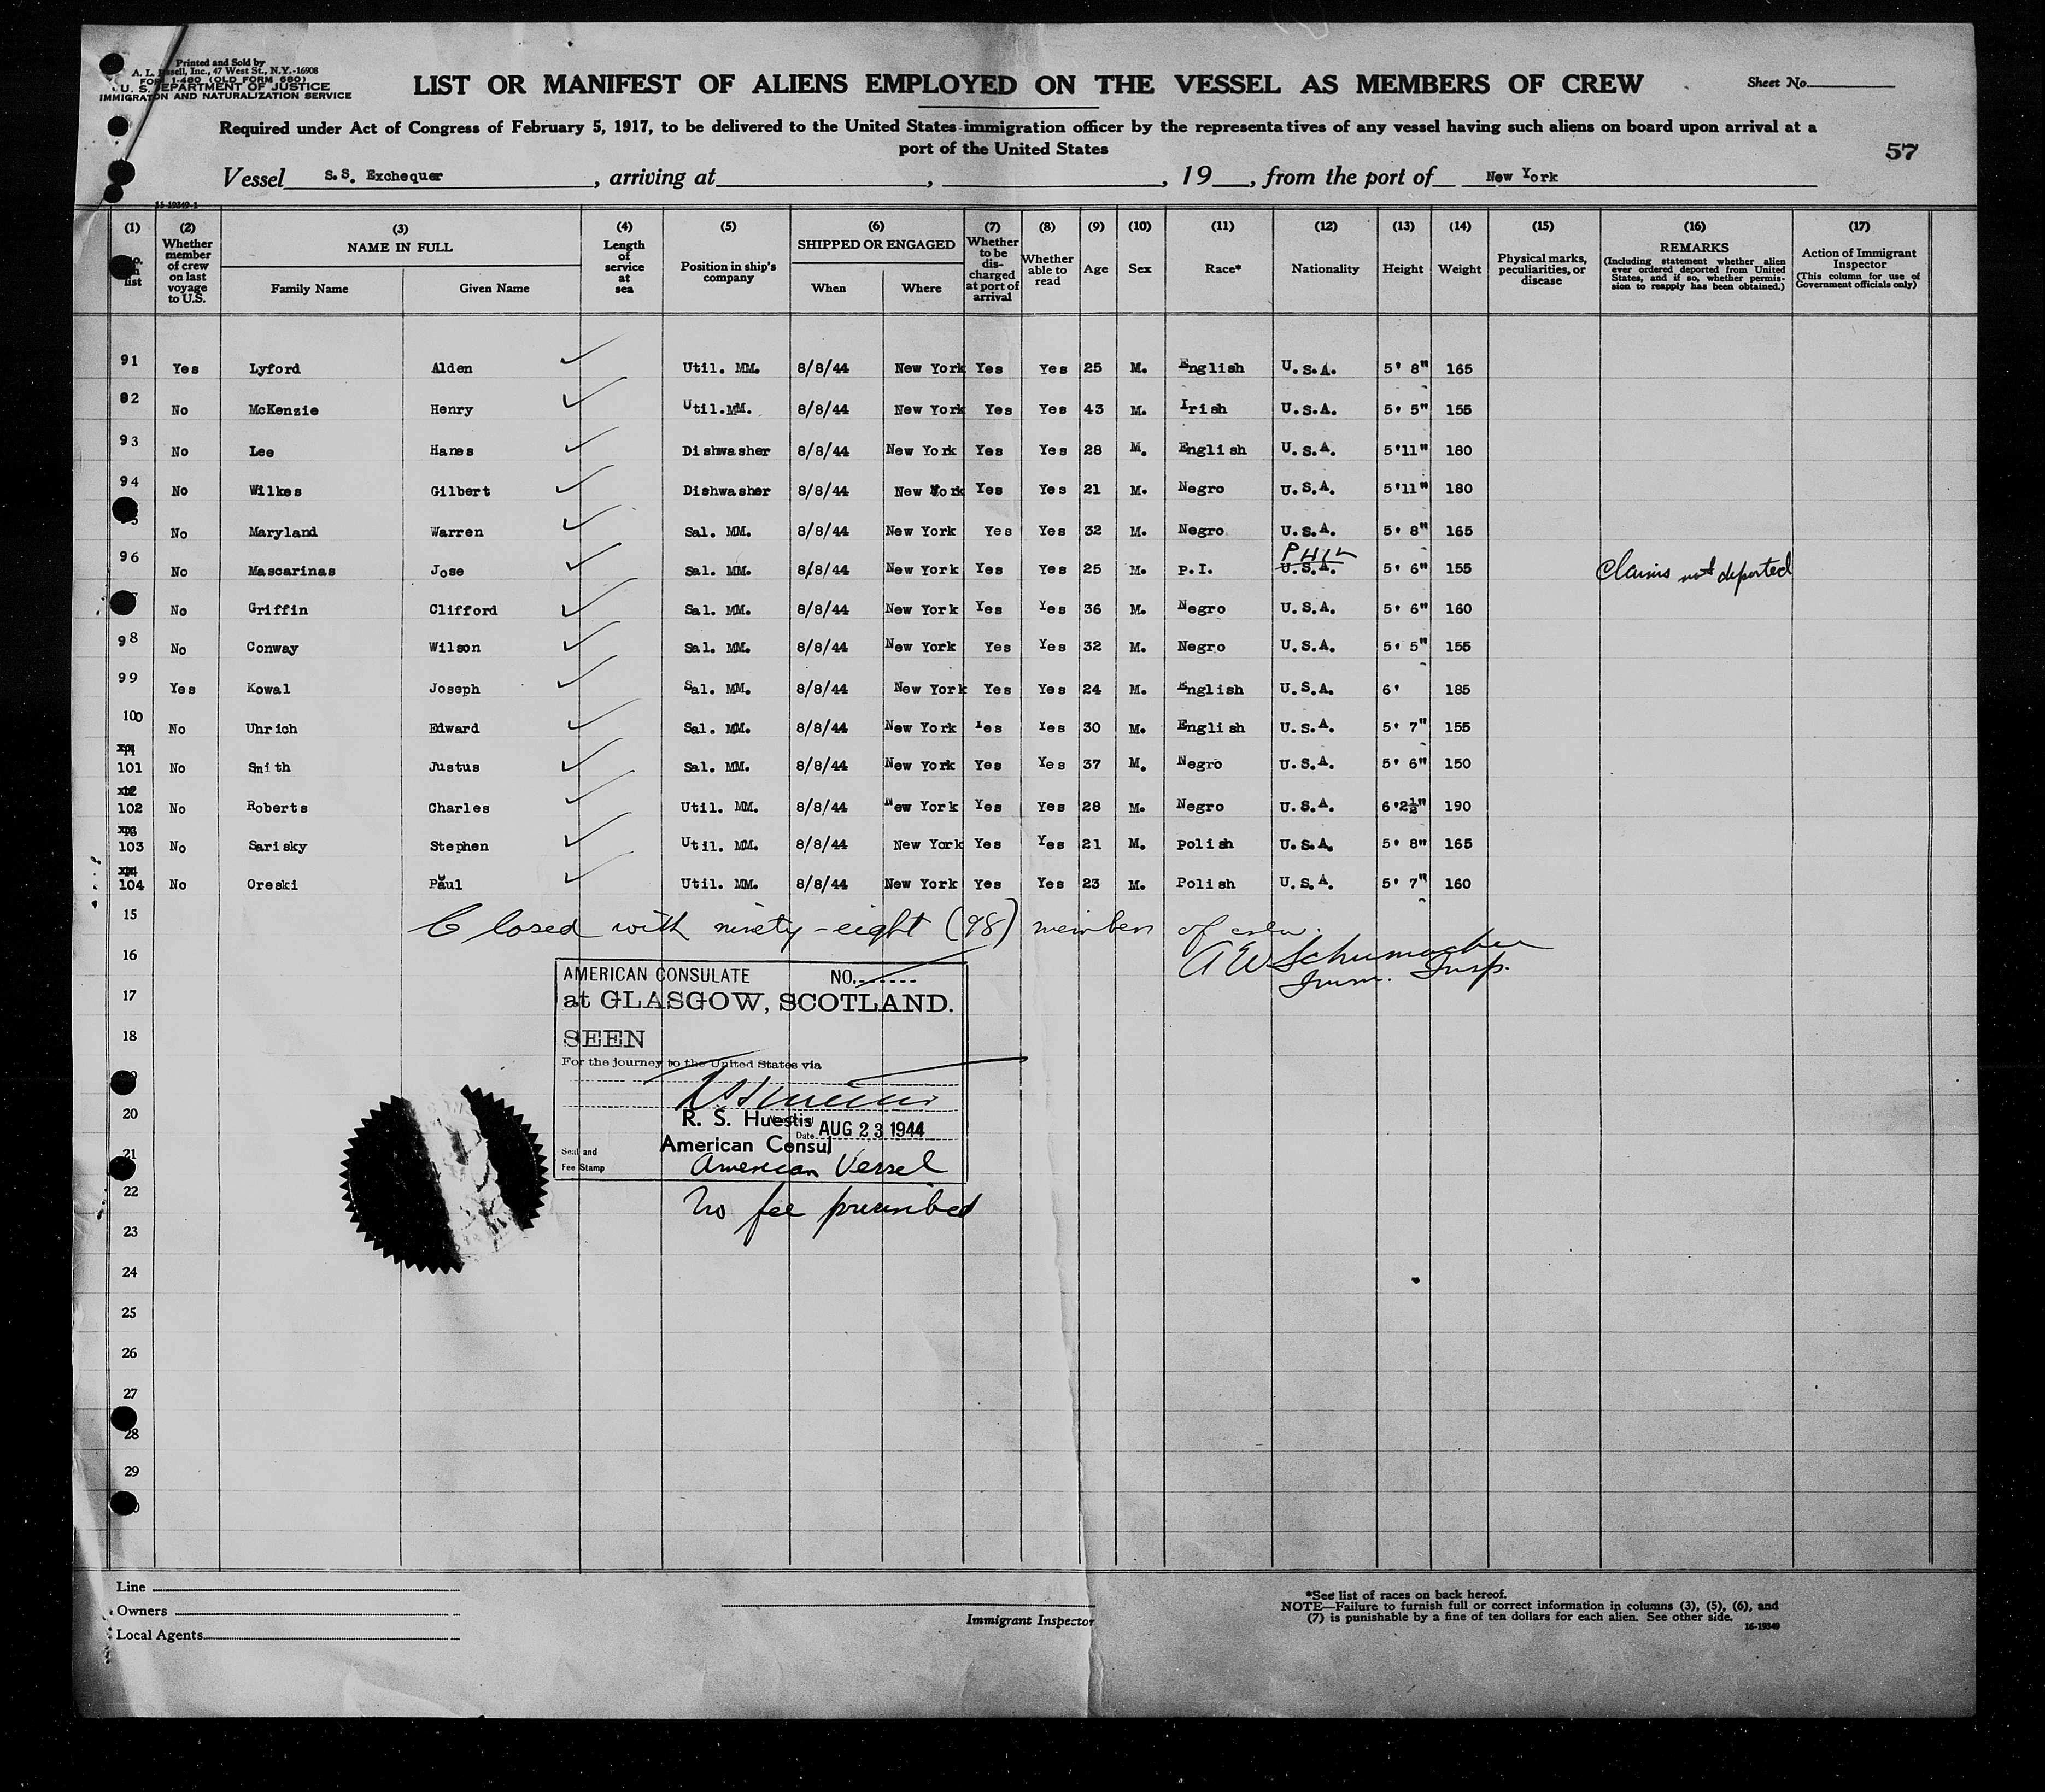 Printed and Sold by
A. L. Russell, Inc., 47 West St., N.Y.-16908
FORM I-480 (OLD FORM 680)
U. S. DEPARTMENT OF JUSTICE
IMMIGRATION AND NATURALIZATION SERVICE
LIST OR MANIFEST OF ALIENS EMPLOYED ON THE VESSEL AS MEMBERS OF CREW
Sheet No.
Required under Act of Congress of February 5, 1917, to be delivered to the United States immigration officer by the representatives of any vessel having such aliens on board upon arrival at a
port of the United States
57
Vessel S.S. Exchequer, arriving at , , 19 , from the port of New York
(1) No. on list (2) Whether member of crew on last voyage to U.S. (3) NAME IN FULL Family Name Given Name (4) Length of service at sea (5) Position in ship's company (6) SHIPPED OR ENGAGED When Where (7) Whether to be discharged at port of arrival (8) Whether able to read (9) Age (10) Sex (11) Race* (12) Nationality (13) Height (14) Weight (15) Physical marks, peculiarities, or disease (16) REMARKS (Including statement whether alien ever ordered deported from United States, and if so, whether permission to reapply has been obtained.) (17) Action of Immigrant Inspector (This column for use of Government officials only)
91 Yes Lyford Alden Util. MM. 8/8/44 New York Yes Yes 25 M. English U.S.A. 5' 8" 165
92 No McKenzie Henry Util.MM. 8/8/44 New York Yes Yes 43 M. Irish U.S.A. 5' 5" 155
93 No Lee Hanes Dishwasher 8/8/44 New York Yes Yes 28 M. English U.S.A. 5'11" 180
94 No Wilkes Gilbert Dishwasher 8/8/44 New York Yes Yes 21 M. Negro U.S.A. 5'11" 180
5 No Maryland Warren Sal. MM. 8/8/44 New York Yes Yes 32 M. Negro U.S.A. 5' 8" 165
96 No Mascarinas Jose Sal. MM. 8/8/44 New York Yes Yes 25 M. P.I. PHIL U.S.A. 5' 6" 155 Claims not deported
No Griffin Clifford Sal. MM. 8/8/44 New York Yes Yes 36 M. Negro U.S.A. 5' 6" 160
98 No Conway Wilson Sal. MM. 8/8/44 New York Yes Yes 32 M. Negro U.S.A. 5' 5" 155
99 Yes Kowal Joseph Sal. MM. 8/8/44 New York Yes Yes 24 M. English U.S.A. 6' 185
100 No Uhrich Edward Sal. MM. 8/8/44 New York Yes Yes 30 M. English U.S.A. 5' 7" 155
101 No Smith Justus Sal. MM. 8/8/44 New York Yes Yes 37 M. Negro U.S.A. 5' 6" 150
102 No Roberts Charles Util. MM. 8/8/44 New York Yes Yes 28 M. Negro U.S.A. 6'2½" 190
103 No Sarisky Stephen Util. MM. 8/8/44 New York Yes Yes 21 M. Polish U.S.A. 5' 8" 165
104 No Oreski Paul Util. MM. 8/8/44 New York Yes Yes 23 M. Polish U.S.A. 5' 7" 160
15 Closed with ninety-eight (98) members of crew.
16 A W Schumacher
Imm. Insp.
AMERICAN CONSULATE NO.
17 at GLASGOW, SCOTLAND.
18 SEEN
For the journey to the United States via
20 R. S. Huestis
Date AUG 23 1944
American Consul
21 Seal and Fee Stamp
American Vessel
22 No fee prescribed
23
24
25
26
27
28
29
Line
Owners
Local Agents
Immigrant Inspector
*See list of races on back hereof.
NOTE—Failure to furnish full or correct information in columns (3), (5), (6), and
(7) is punishable by a fine of ten dollars for each alien. See other side.
16-19349